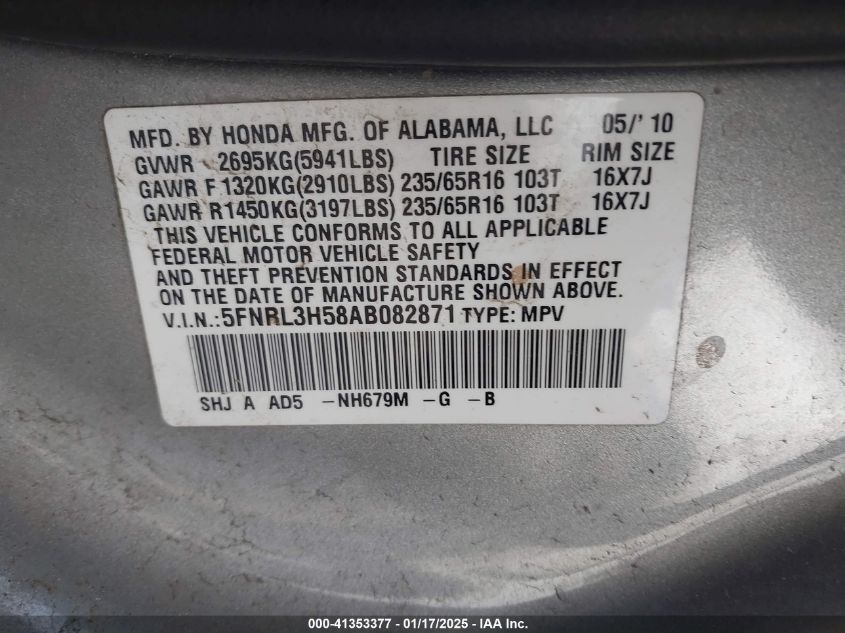 MFD. BY HONDA MFG. OF ALABAMA, LLC 05/'10
GVWR 2695KG(5941LBS) TIRE SIZE RIM SIZE
GAWR F 1320KG(2910LBS) 235/65R16 103T 16X7J
GAWR R1450KG(3197LBS) 235/65R16 103T 16X7J
THIS VEHICLE CONFORMS TO ALL APPLICABLE
FEDERAL MOTOR VEHICLE SAFETY
AND THEFT PREVENTION STANDARDS IN EFFECT
ON THE DATE OF MANUFACTURE SHOWN ABOVE.
V.I.N.:5FNRL3H58AB082871 TYPE: MPV
SHJ A AD5 -NH679M -G -B
000-41353377 - 01/17/2025 - IAA Inc.